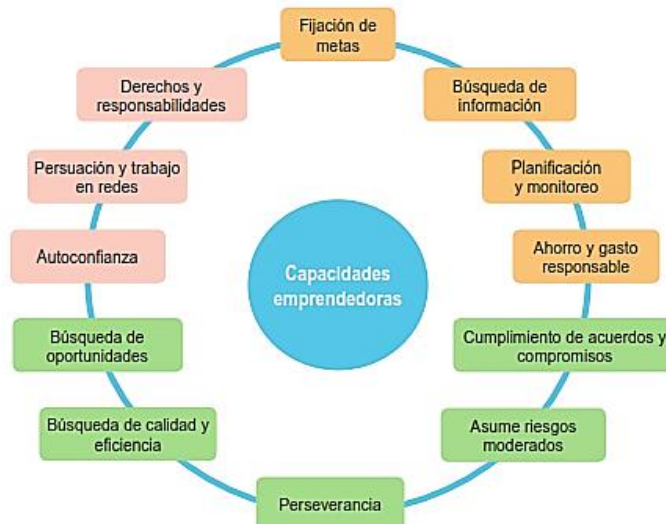 Fijación de
metas
Búsqueda de
información
Planificación
y monitoreo
Ahorro y gasto
responsable
Cumplimiento de acuerdos y
compromisos
Asume riesgos
moderados
Perseverancia
Búsqueda de calidad y
eficiencia
Búsqueda de
oportunidades
Autoconfianza
Persuación y trabajo
en redes
Derechos y
responsabilidades
Capacidades
emprendedoras